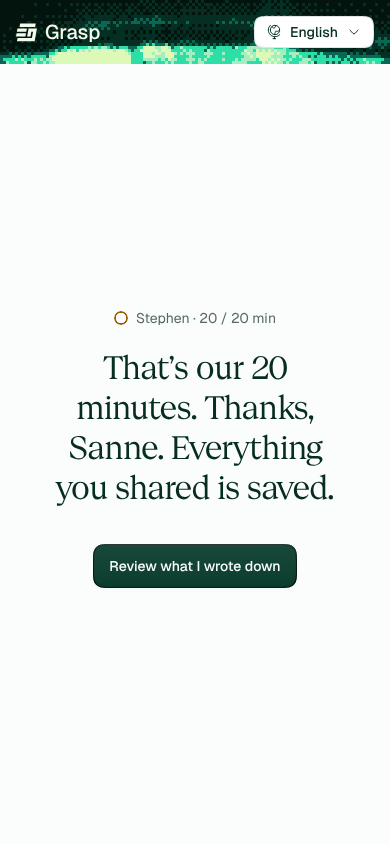 Grasp
English
Stephen · 20 / 20 min
That’s our 20
minutes. Thanks,
Sanne. Everything
you shared is saved.
Review what I wrote down